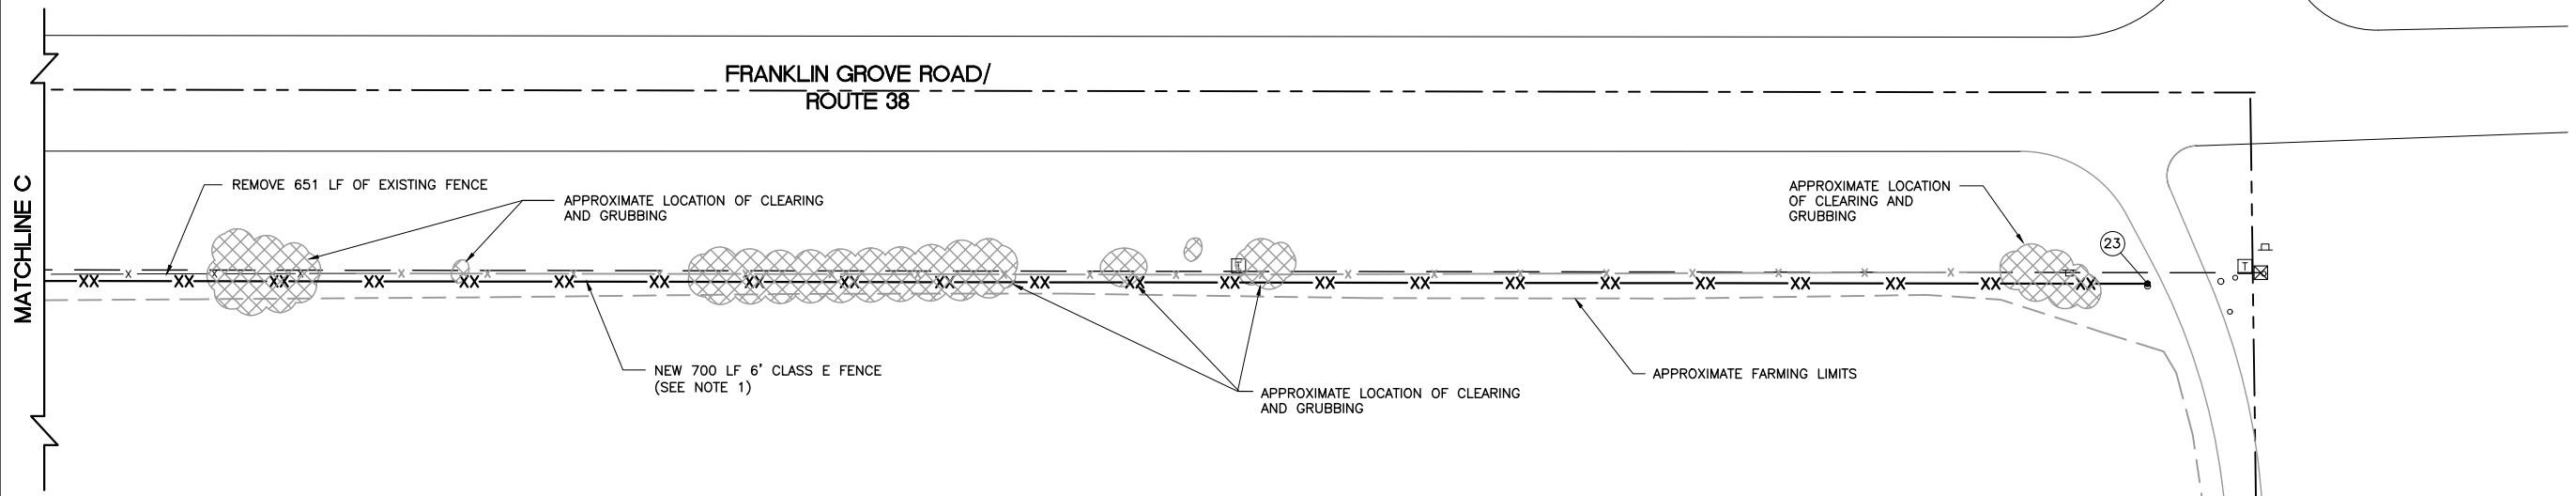 FRANKLIN GROVE ROAD/
ROUTE 38
MATCHLINE C
REMOVE 651 LF OF EXISTING FENCE
APPROXIMATE LOCATION OF CLEARING
AND GRUBBING
APPROXIMATE LOCATION
OF CLEARING AND
GRUBBING
23
T
NEW 700 LF 6' CLASS E FENCE
(SEE NOTE 1)
APPROXIMATE LOCATION OF CLEARING
AND GRUBBING
APPROXIMATE FARMING LIMITS